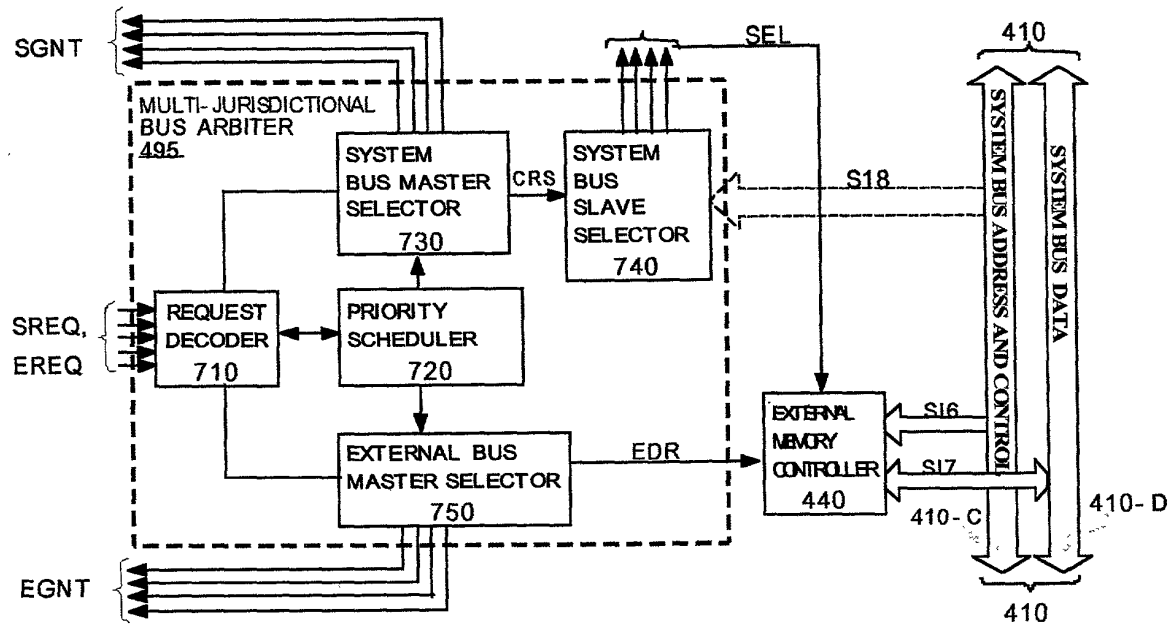 SGNT
SEL
410
MULTI-JURISDICTIONAL
BUS ARBITER
495
SYSTEM
BUS MASTER
SELECTOR
730
CRS
SYSTEM
BUS
SLAVE
SELECTOR
740
S18
SYSTEM BUS ADDRESS AND CONTROL
SYSTEM BUS DATA
SREQ,
EREQ
REQUEST
DECODER
710
PRIORITY
SCHEDULER
720
EXTERNAL
MEMORY
CONTROLLER
440
SI6
SI7
EXTERNAL BUS
MASTER SELECTOR
750
EDR
410-C
410-D
EGNT
410